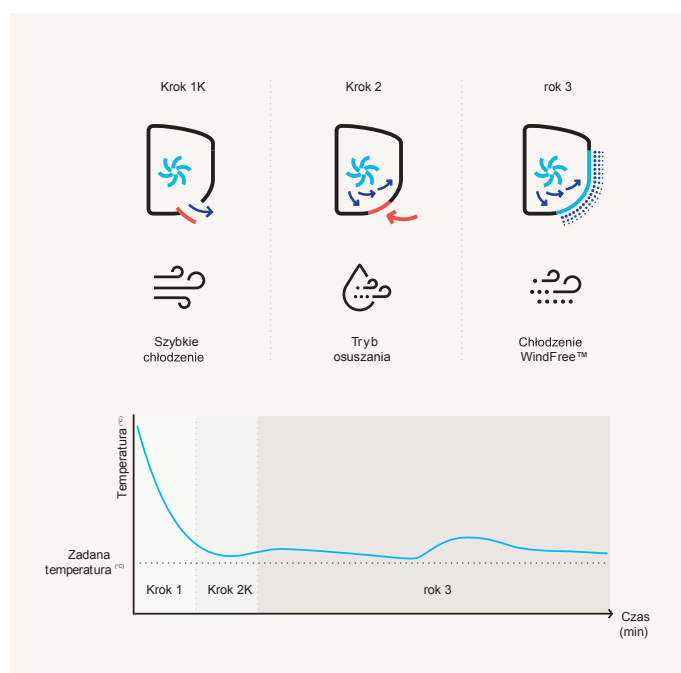 Krok 1K
Krok 2
rok 3
Szybkie
chłodzenie
Tryb
osuszania
Chłodzenie
WindFree™
Temperatura (°C)
Zadana
temperatura (°C)
Krok 1
Krok 2K
rok 3
Czas
(min)